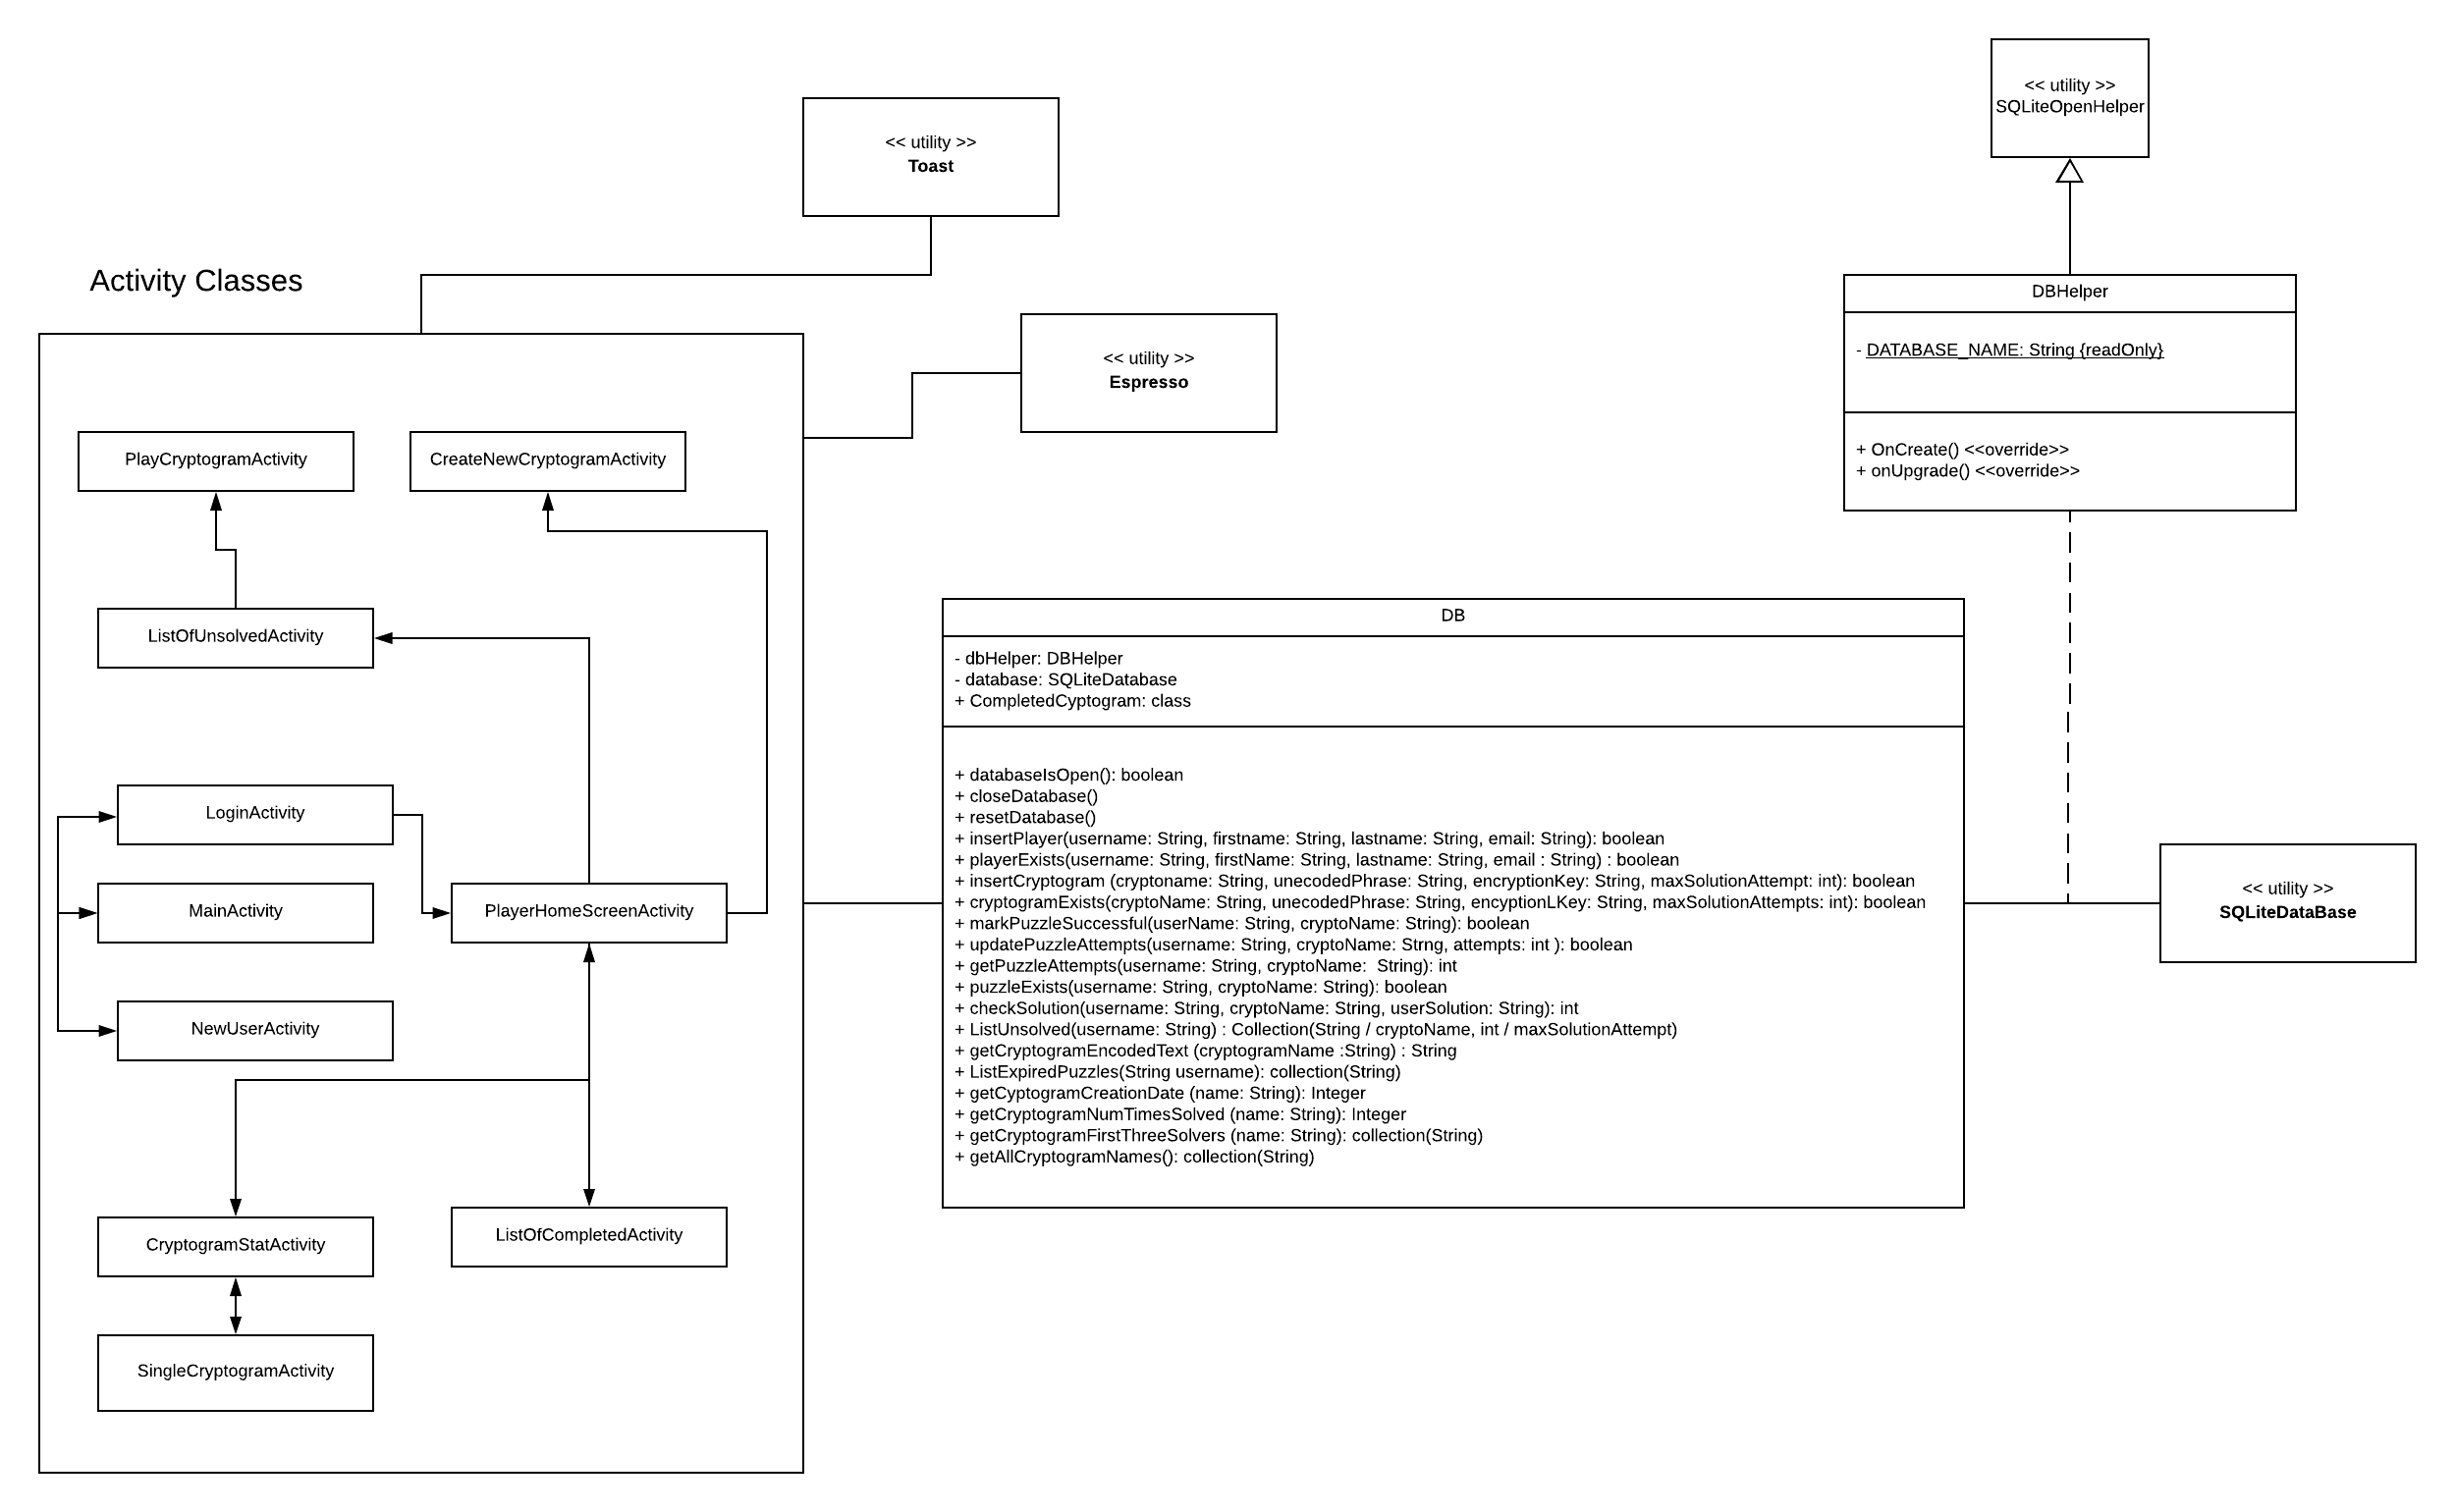 << utility >>
SQLiteOpenHelper
<< utility >>
Toast
Activity Classes
DBHelper
- DATABASE_NAME: String {readOnly}
+ OnCreate() <<override>>
+ onUpgrade() <<override>>
<< utility >>
Espresso
PlayCryptogramActivity
CreateNewCryptogramActivity
ListOfUnsolvedActivity
LoginActivity
MainActivity
PlayerHomeScreenActivity
NewUserActivity
CryptogramStatActivity
ListOfCompletedActivity
SingleCryptogramActivity
DB
- dbHelper: DBHelper
- database: SQLiteDatabase
+ CompletedCyptogram: class
+ databaseIsOpen(): boolean
+ closeDatabase()
+ resetDatabase()
+ insertPlayer(username: String, firstname: String, lastname: String, email: String): boolean
+ playerExists(username: String, firstName: String, lastname: String, email : String) : boolean
+ insertCryptogram (cryptoname: String, unecodedPhrase: String, encryptionKey: String, maxSolutionAttempt: int): boolean
+ cryptogramExists(cryptoName: String, unecodedPhrase: String, encyptionLKey: String, maxSolutionAttempts: int): boolean
+ markPuzzleSuccessful(userName: String, cryptoName: String): boolean
+ updatePuzzleAttempts(username: String, cryptoName: Strng, attempts: int ): boolean
+ getPuzzleAttempts(username: String, cryptoName:  String): int
+ puzzleExists(username: String, cryptoName: String): boolean
+ checkSolution(username: String, cryptoName: String, userSolution: String): int
+ ListUnsolved(username: String) : Collection(String / cryptoName, int / maxSolutionAttempt)
+ getCryptogramEncodedText (cryptogramName :String) : String
+ ListExpiredPuzzles(String username): collection(String)
+ getCyptogramCreationDate (name: String): Integer
+ getCryptogramNumTimesSolved (name: String): Integer
+ getCryptogramFirstThreeSolvers (name: String): collection(String)
+ getAllCryptogramNames(): collection(String)
<< utility >>
SQLiteDataBase